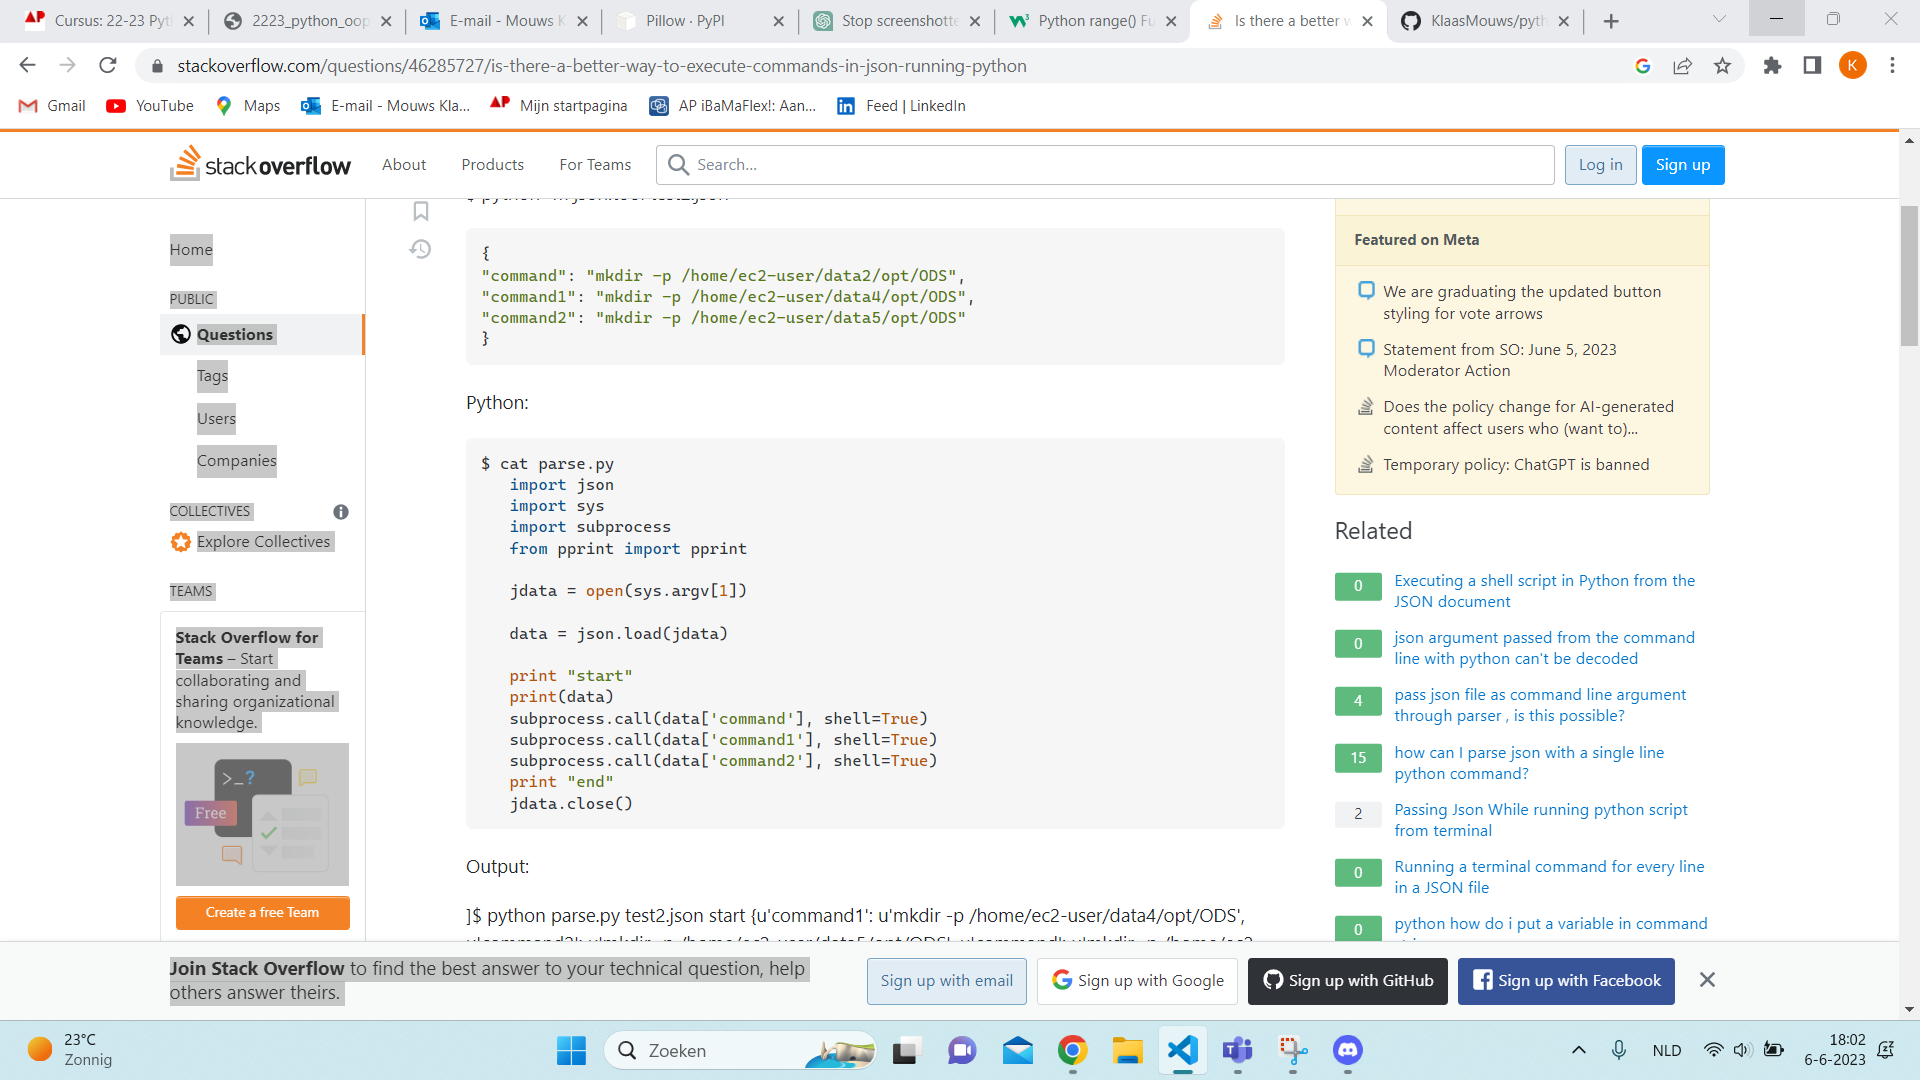 Cursus: 22-23 Pyt
2223_python_oop
E-mail - Mouws K
Pillow · PyPI
Stop screenshotte
Python range() Fu
Is there a better w
KlaasMouws/pyth
stackoverflow.com/questions/46285727/is-there-a-better-way-to-execute-commands-in-json-running-python
K
Gmail
YouTube
Maps
E-mail - Mouws Kla...
Mijn startpagina
AP iBaMaFlex!: Aan...
Feed | LinkedIn
stack overflow
About
Products
For Teams
Search...
Log in
Sign up
Home
PUBLIC
Questions
Tags
Users
Companies
COLLECTIVES
Explore Collectives
TEAMS
Stack Overflow for
Teams – Start
collaborating and
sharing organizational
knowledge.
>_?
Free
Create a free Team
{
"command": "mkdir -p /home/ec2-user/data2/opt/ODS",
"command1": "mkdir -p /home/ec2-user/data4/opt/ODS",
"command2": "mkdir -p /home/ec2-user/data5/opt/ODS"
}
Python:
$ cat parse.py
import json
import sys
import subprocess
from pprint import pprint
jdata = open(sys.argv[1])
data = json.load(jdata)
print "start"
print(data)
subprocess.call(data['command'], shell=True)
subprocess.call(data['command1'], shell=True)
subprocess.call(data['command2'], shell=True)
print "end"
jdata.close()
Output:
]$ python parse.py test2.json start {u'command1': u'mkdir -p /home/ec2-user/data4/opt/ODS',
Featured on Meta
We are graduating the updated button
styling for vote arrows
Statement from SO: June 5, 2023
Moderator Action
Does the policy change for AI-generated
content affect users who (want to)...
Temporary policy: ChatGPT is banned
Related
0 Executing a shell script in Python from the
JSON document
0 json argument passed from the command
line with python can't be decoded
4 pass json file as command line argument
through parser , is this possible?
15 how can I parse json with a single line
python command?
2 Passing Json While running python script
from terminal
0 Running a terminal command for every line
in a JSON file
0 python how do i put a variable in command
Join Stack Overflow to find the best answer to your technical question, help
others answer theirs.
Sign up with email
Sign up with Google
Sign up with GitHub
Sign up with Facebook
23°C
Zonnig
Zoeken
NLD
18:02
6-6-2023